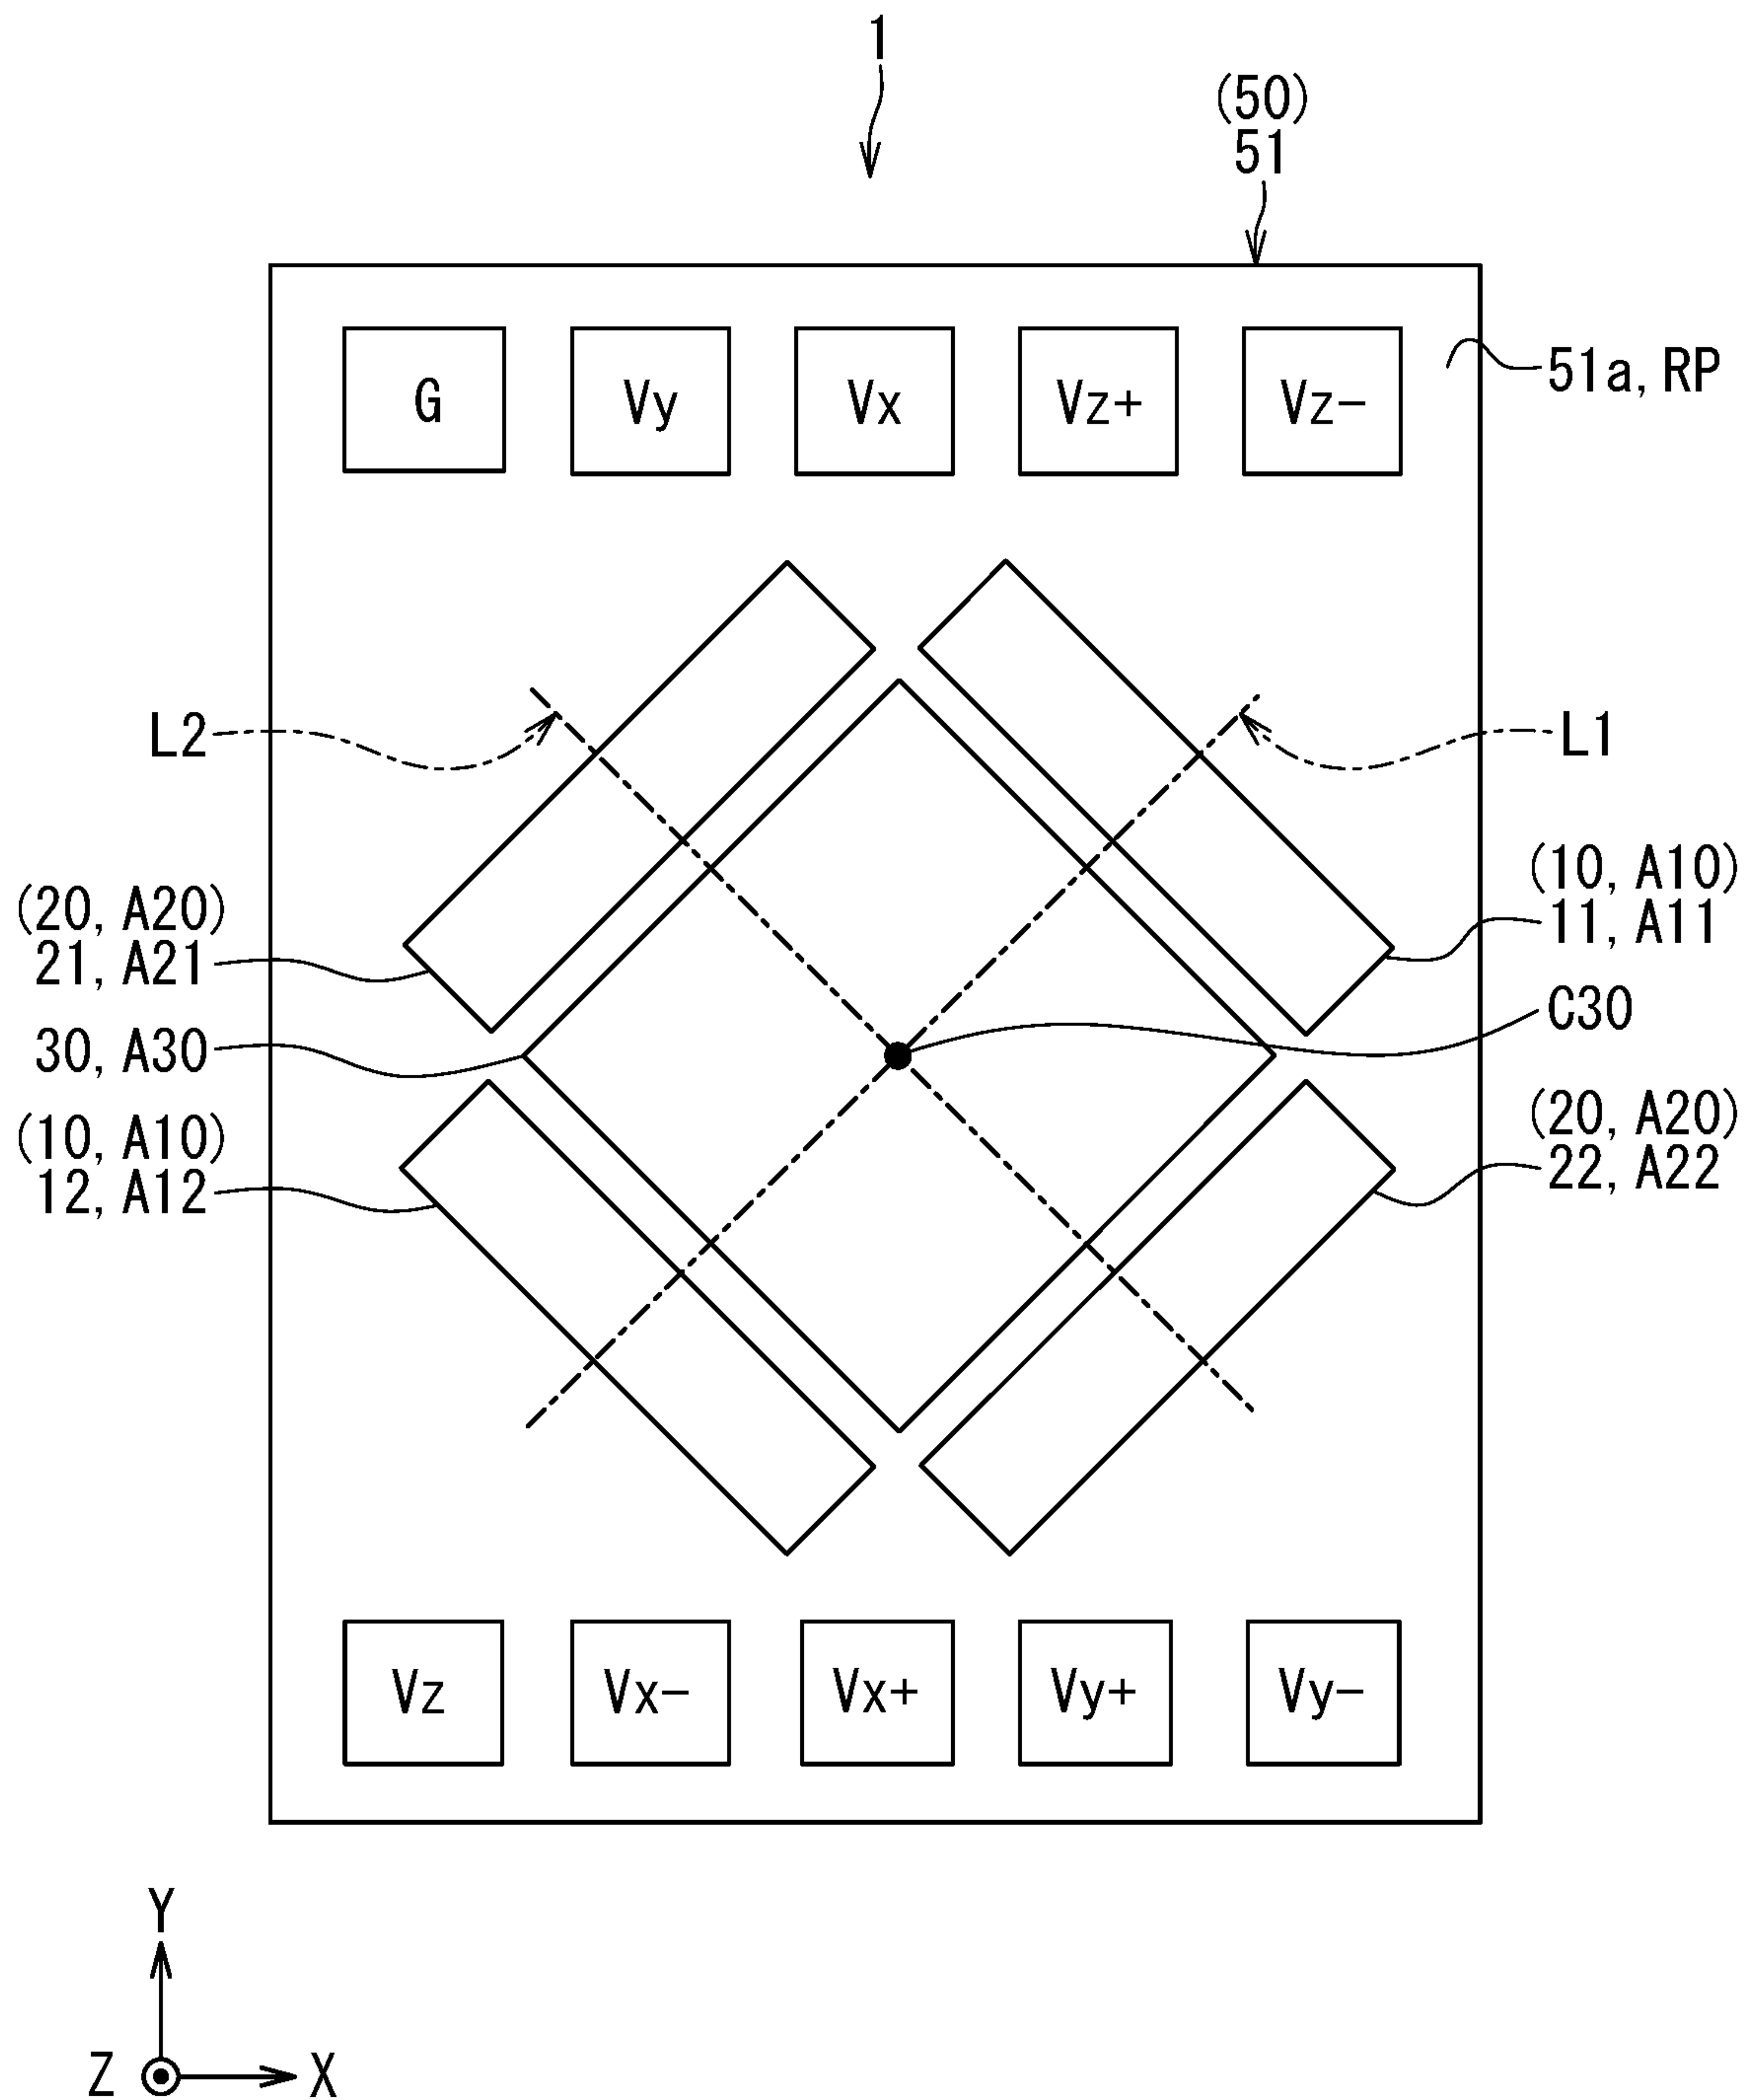 1
(50)
51
G
Vy
Vx
Vz+
Vz-
51a, RP
L2
L1
(20, A20)
21, A21
(10, A10)
11, A11
30, A30
C30
(10, A10)
12, A12
(20, A20)
22, A22
Vz
Vx-
Vx+
Vy+
Vy-
Y
Z
X